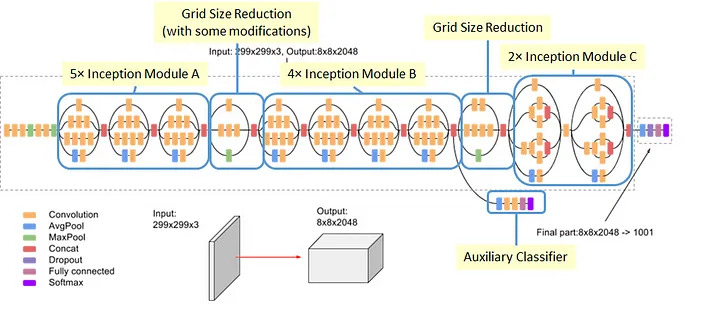 Grid Size Reduction
(with some modifications)
Grid Size Reduction
Input: 299x299x3, Output:8x8x2048
5× Inception Module A
4× Inception Module B
2× Inception Module C
Convolution
AvgPool
MaxPool
Concat
Dropout
Fully connected
Softmax
Input:
299x299x3
Output:
8x8x2048
Final part:8x8x2048 -> 1001
Auxiliary Classifier